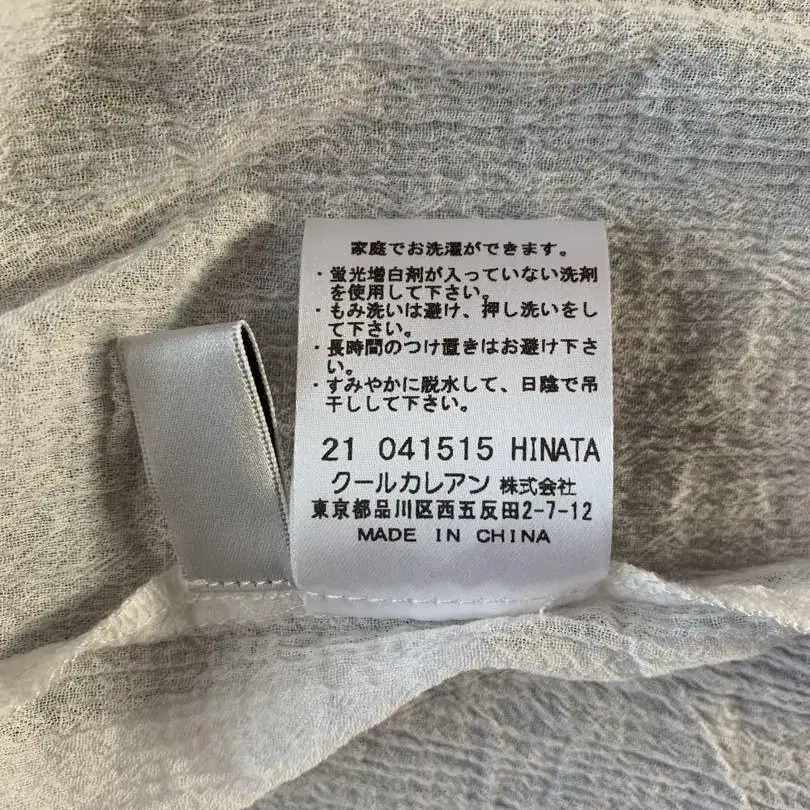 家庭でお洗濯ができます。
・蛍光増白剤が入っていない洗剤
を使用して下さい。
・もみ洗いは避け、押し洗いをし
て下さい。
・長時間のつけ置きはお避け下さ
い。
・すみやかに脱水して、日陰で吊
干しして下さい。
21 041515 HINATA
クールカレアン 株式会社
東京都品川区西五反田2-7-12
MADE IN CHINA